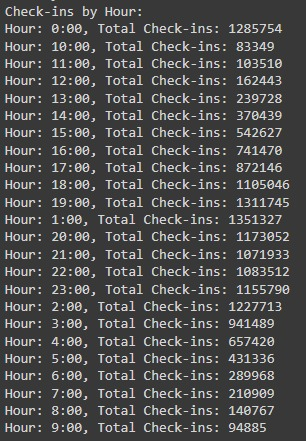 Check-ins by Hour:
Hour: 0:00, Total Check-ins: 1285754
Hour: 10:00, Total Check-ins: 83349
Hour: 11:00, Total Check-ins: 103510
Hour: 12:00, Total Check-ins: 162443
Hour: 13:00, Total Check-ins: 239728
Hour: 14:00, Total Check-ins: 370439
Hour: 15:00, Total Check-ins: 542627
Hour: 16:00, Total Check-ins: 741470
Hour: 17:00, Total Check-ins: 872146
Hour: 18:00, Total Check-ins: 1105046
Hour: 19:00, Total Check-ins: 1311745
Hour: 1:00, Total Check-ins: 1351327
Hour: 20:00, Total Check-ins: 1173052
Hour: 21:00, Total Check-ins: 1071933
Hour: 22:00, Total Check-ins: 1083512
Hour: 23:00, Total Check-ins: 1155790
Hour: 2:00, Total Check-ins: 1227713
Hour: 3:00, Total Check-ins: 941489
Hour: 4:00, Total Check-ins: 657420
Hour: 5:00, Total Check-ins: 431336
Hour: 6:00, Total Check-ins: 289968
Hour: 7:00, Total Check-ins: 210909
Hour: 8:00, Total Check-ins: 140767
Hour: 9:00, Total Check-ins: 94885